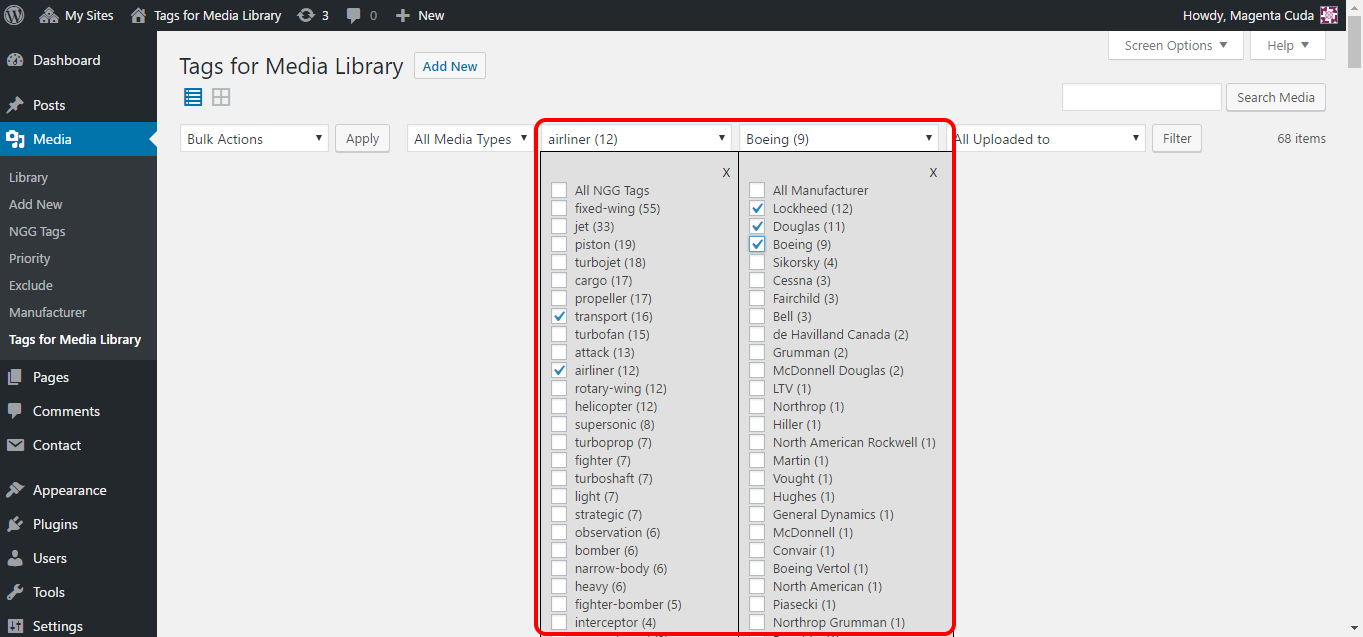 My Sites Tags for Media Library 3 0 New Howdy, Magenta Cuda
Screen Options Help
Dashboard
Posts
Media
Library
Add New
NGG Tags
Priority
Exclude
Manufacturer
Tags for Media Library
Pages
Comments
Contact
Appearance
Plugins
Users
Tools
Settings
Tags for Media Library Add New
Search Media
Bulk Actions Apply All Media Types airliner (12) Boeing (9) All Uploaded to Filter 68 items
X
All NGG Tags
fixed-wing (55)
jet (33)
piston (19)
turbojet (18)
cargo (17)
propeller (17)
transport (16)
turbofan (15)
attack (13)
airliner (12)
rotary-wing (12)
helicopter (12)
supersonic (8)
turboprop (7)
fighter (7)
turboshaft (7)
light (7)
strategic (7)
observation (6)
bomber (6)
narrow-body (6)
heavy (6)
fighter-bomber (5)
interceptor (4)
X
All Manufacturer
Lockheed (12)
Douglas (11)
Boeing (9)
Sikorsky (4)
Cessna (3)
Fairchild (3)
Bell (3)
de Havilland Canada (2)
Grumman (2)
McDonnell Douglas (2)
LTV (1)
Northrop (1)
Hiller (1)
North American Rockwell (1)
Martin (1)
Vought (1)
Hughes (1)
General Dynamics (1)
McDonnell (1)
Convair (1)
Boeing Vertol (1)
North American (1)
Piasecki (1)
Northrop Grumman (1)